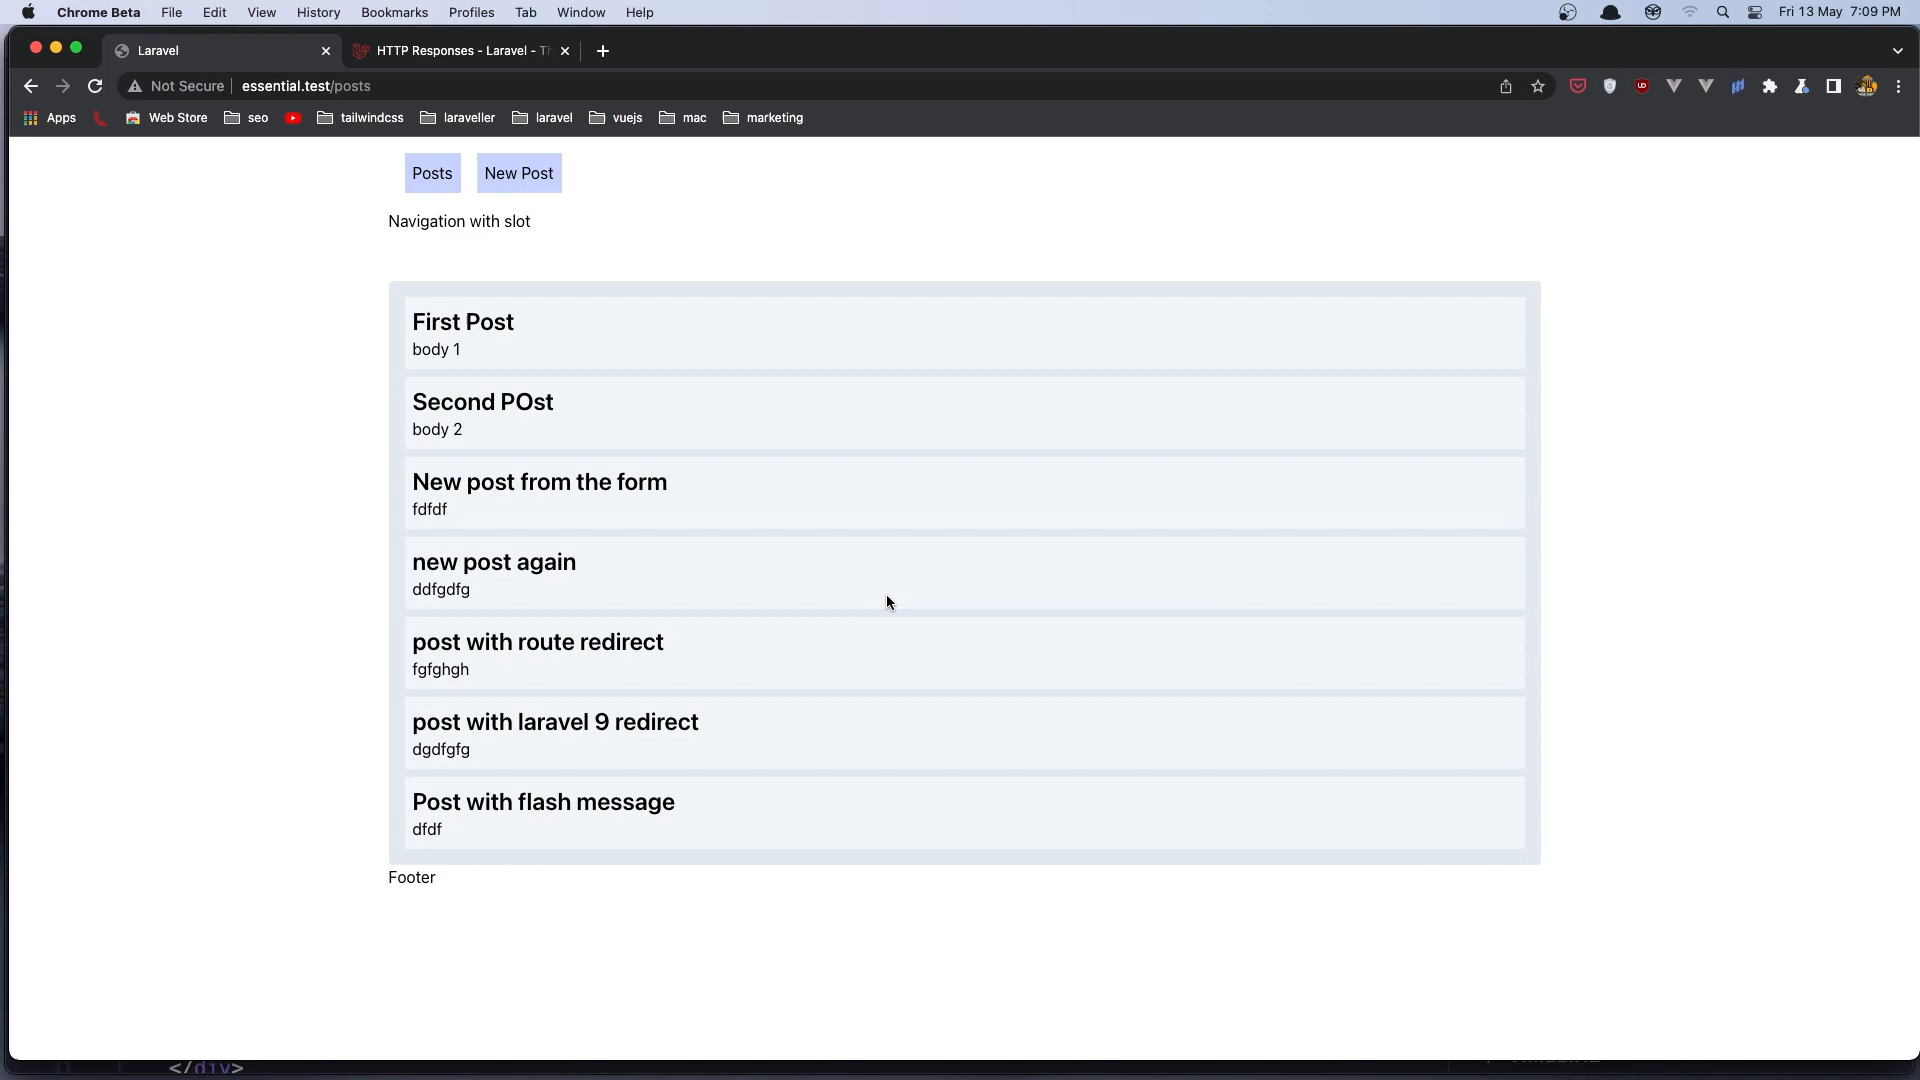 Chrome Beta File Edit View History Bookmarks Profiles Tab Window Help Fri 13 May 7:09 PM
Laravel HTTP Responses - Laravel - Th
Not Secure essential.test/posts
Apps Web Store seo tailwindcss laraveller laravel vuejs mac marketing
Posts New Post
Navigation with slot
First Post
body 1
Second POst
body 2
New post from the form
fdfdf
new post again
ddfgdfg
post with route redirect
fgfghgh
post with laravel 9 redirect
dgdfgfg
Post with flash message
dfdf
Footer
</div>